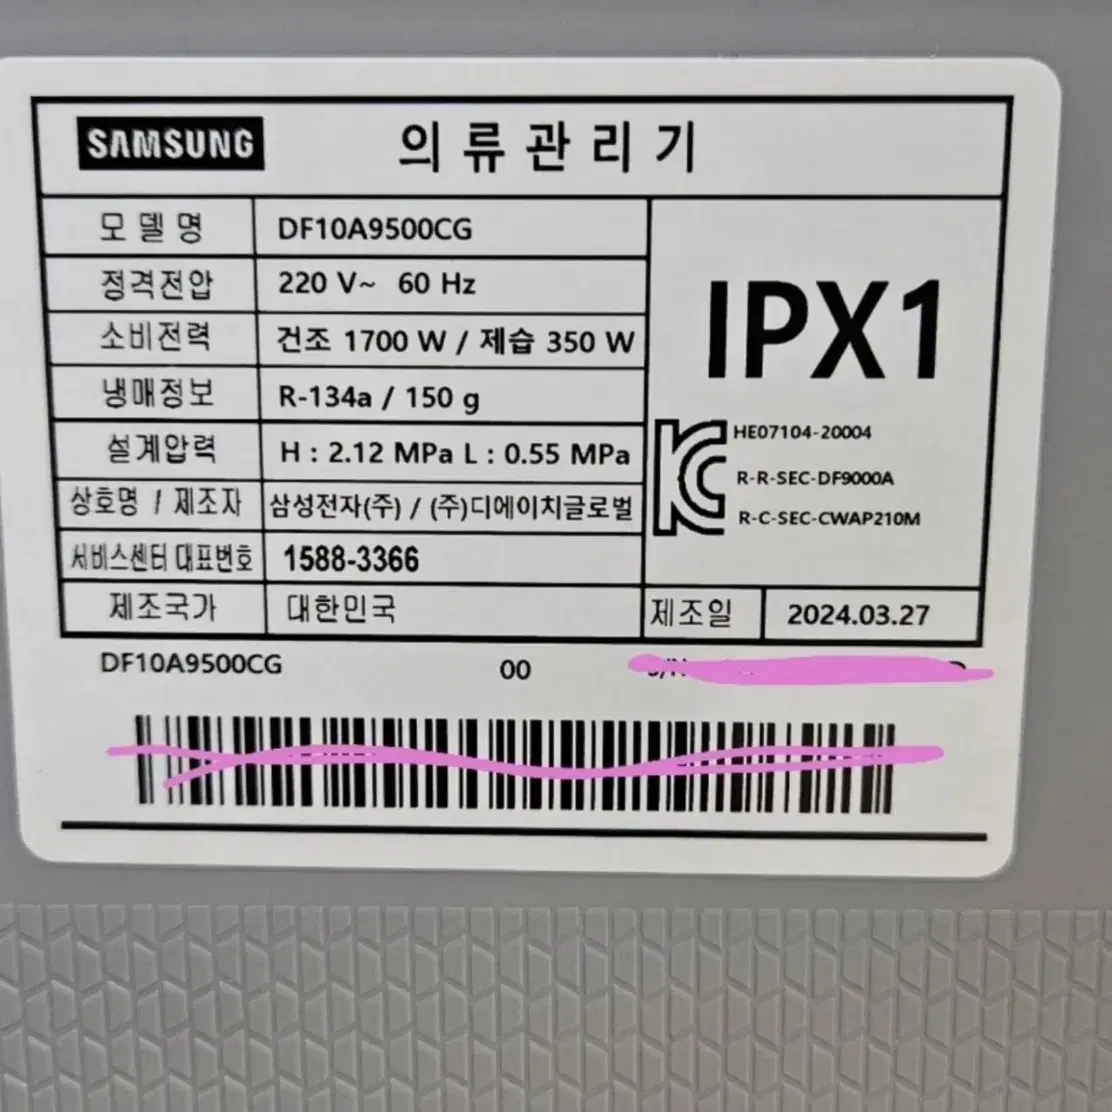 SAMSUNG 의류관리기
모델명 DF10A9500CG
정격전압 220 V~ 60 Hz
소비전력 건조 1700 W / 제습 350 W
냉매정보 R-134a / 150 g
설계압력 H : 2.12 MPa L : 0.55 MPa
상호명 / 제조자 삼성전자(주) / (주)디에이치글로벌
서비스센터 대표번호 1588-3366
제조국가 대한민국
IPX1
HE07104-20004
R-R-SEC-DF9000A
R-C-SEC-CWAP210M
제조일 2024.03.27
DF10A9500CG 00 S/N